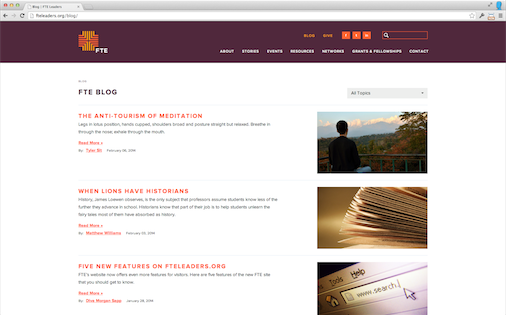 Blog | FTE Leaders
fteleaders.org/blog/
BLOG GIVE
FTE
ABOUT STORIES EVENTS RESOURCES NETWORKS GRANTS & FELLOWSHIPS CONTACT
BLOG
FTE BLOG
All Topics
THE ANTI-TOURISM OF MEDITATION
Legs in lotus position, hands cupped, shoulders broad and posture straight but relaxed. Breathe in
through the nose; exhale through the mouth.
Read More »
By Tyler Sit February 26, 2014
WHEN LIONS HAVE HISTORIANS
History, James Loewen observes, is the only subject that professors assume students know less of the
further they advance in school. Historians know that part of their job is to help students unlearn the
fairy tales most of them have absorbed as history.
Read More »
By Matthew Williams February 20, 2014
FIVE NEW FEATURES ON FTELEADERS.ORG
FTE's website now offers even more features for visitors. Here are five features of the new FTE site
that you should get to know.
Read More »
By Diva Morgan Sage January 28, 2014
Tools Help
www.search.